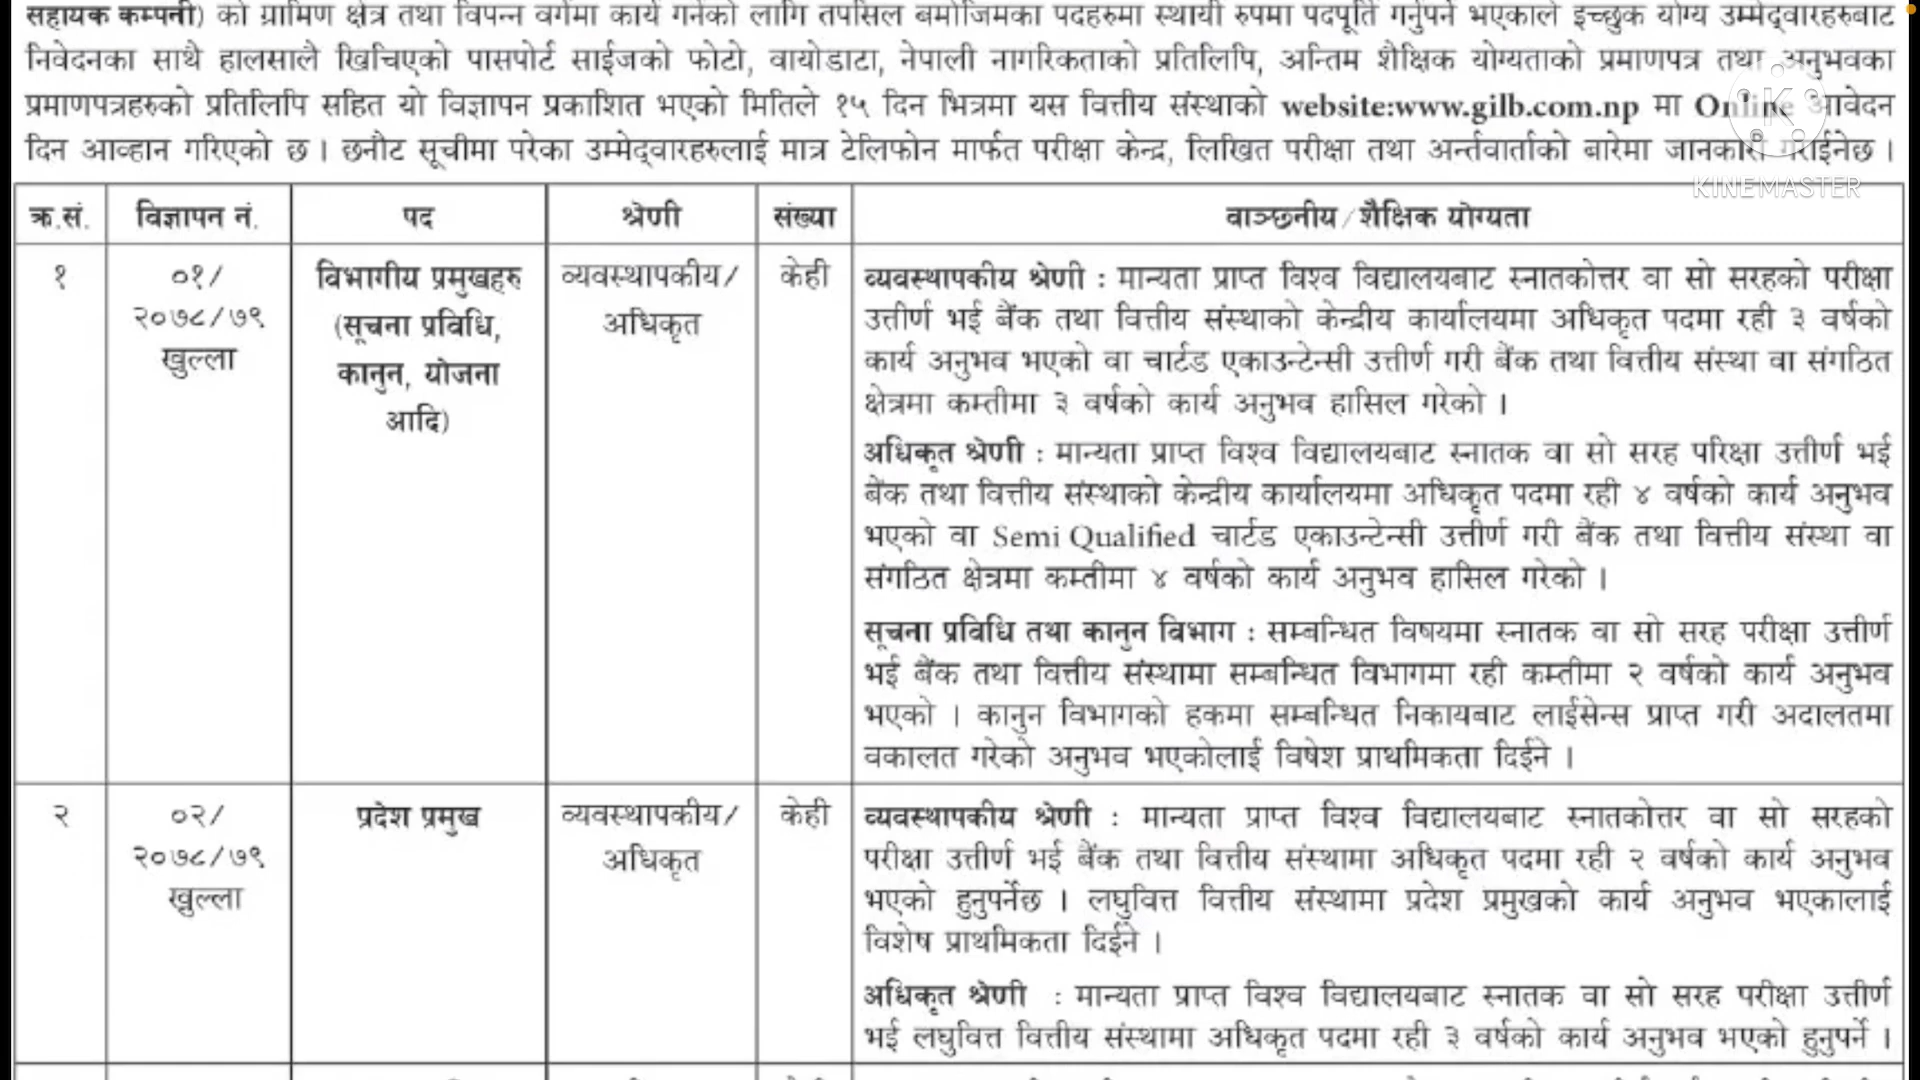 सहायक कम्पनी) को ग्रामिण क्षेत्र तथा विपन्न वर्गमा कार्य गर्नको लागि तपसिल बमोजिमका पदहरुमा स्थायी रुपमा पदपूर्ति गर्नुपर्ने भएकाले इच्छुक योग्य उम्मेद्वारहरुबाट
निवेदनका साथै हालसालै खिचिएको पासपोर्ट साईजको फोटो, वायोडाटा, नेपाली नागरिकताको प्रतिलिपि, अन्तिम शैक्षिक योग्यताको प्रमाणपत्र तथा अनुभवका
प्रमाणपत्रहरुको प्रतिलिपि सहित यो विज्ञापन प्रकाशित भएको मितिले १५ दिन भित्रमा यस वित्तीय संस्थाको website:www.gilb.com.np मा Online आवेदन
दिन आव्हान गरिएको छ । छनौट सूचीमा परेका उम्मेद्वारहरुलाई मात्र टेलिफोन मार्फत परीक्षा केन्द्र, लिखित परीक्षा तथा अर्न्तवार्ताको बारेमा जानकारी गराईनेछ ।
KINEMASTER
क्र.सं. विज्ञापन नं. पद श्रेणी संख्या वाञ्छनीय/शैक्षिक योग्यता
१ ०१/ विभागीय प्रमुखहरु व्यवस्थापकीय/ केही व्यवस्थापकीय श्रेणी : मान्यता प्राप्त विश्व विद्यालयबाट स्नातकोत्तर वा सो सरहको परीक्षा
२०७८/७९ (सूचना प्रविधि, अधिकृत उत्तीर्ण भई बैंक तथा वित्तीय संस्थाको केन्द्रीय कार्यालयमा अधिकृत पदमा रही ३ वर्षको
खुल्ला कानुन, योजना कार्य अनुभव भएको वा चार्टड एकाउन्टेन्सी उत्तीर्ण गरी बैंक तथा वित्तीय संस्था वा संगठित
आदि) क्षेत्रमा कम्तीमा ३ वर्षको कार्य अनुभव हासिल गरेको ।
अधिकृत श्रेणी : मान्यता प्राप्त विश्व विद्यालयबाट स्नातक वा सो सरह परिक्षा उत्तीर्ण भई
बैंक तथा वित्तीय संस्थाको केन्द्रीय कार्यालयमा अधिकृत पदमा रही ४ वर्षको कार्य अनुभव
भएको वा Semi Qualified चार्टड एकाउन्टेन्सी उत्तीर्ण गरी बैंक तथा वित्तीय संस्था वा
संगठित क्षेत्रमा कम्तीमा ४ वर्षको कार्य अनुभव हासिल गरेको ।
सूचना प्रविधि तथा कानुन विभाग : सम्बन्धित विषयमा स्नातक वा सो सरह परीक्षा उत्तीर्ण
भई बैंक तथा वित्तीय संस्थामा सम्बन्धित विभागमा रही कम्तीमा २ वर्षको कार्य अनुभव
भएको । कानुन विभागको हकमा सम्बन्धित निकायबाट लाईसेन्स प्राप्त गरी अदालतमा
वकालत गरेको अनुभव भएकोलाई विषेश प्राथमिकता दिईने ।
२ ०२/ प्रदेश प्रमुख व्यवस्थापकीय/ केही व्यवस्थापकीय श्रेणी : मान्यता प्राप्त विश्व विद्यालयबाट स्नातकोत्तर वा सो सरहको
२०७८/७९ अधिकृत परीक्षा उत्तीर्ण भई बैंक तथा वित्तीय संस्थामा अधिकृत पदमा रही २ वर्षको कार्य अनुभव
खुल्ला भएको हुनुपर्नेछ । लघुवित्त वित्तीय संस्थामा प्रदेश प्रमुखको कार्य अनुभव भएकालाई
विशेष प्राथमिकता दिईने ।
अधिकृत श्रेणी : मान्यता प्राप्त विश्व विद्यालयबाट स्नातक वा सो सरह परीक्षा उत्तीर्ण
भई लघुवित्त वित्तीय संस्थामा अधिकृत पदमा रही ३ वर्षको कार्य अनुभव भएको हुनुपर्ने ।